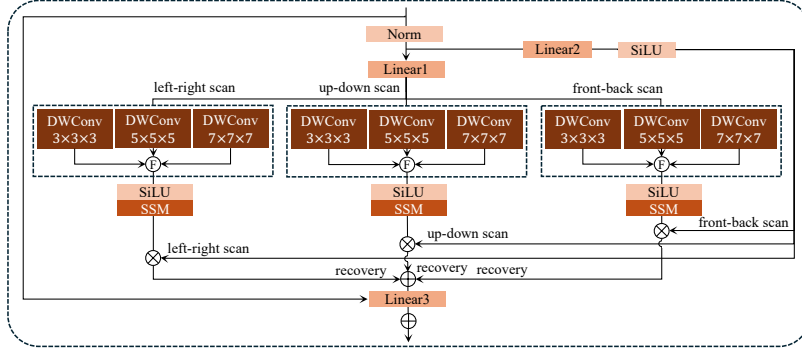 Norm
Linear2
SiLU
Linear1
left-right scan
up-down scan
front-back scan
DWConv
3×3×3
DWConv
5×5×5
DWConv
7×7×7
DWConv
3×3×3
DWConv
5×5×5
DWConv
7×7×7
DWConv
3×3×3
DWConv
5×5×5
DWConv
7×7×7
F
F
F
SiLU
SSM
SiLU
SSM
SiLU
SSM
front-back scan
up-down scan
left-right scan
recovery
recovery
recovery
Linear3